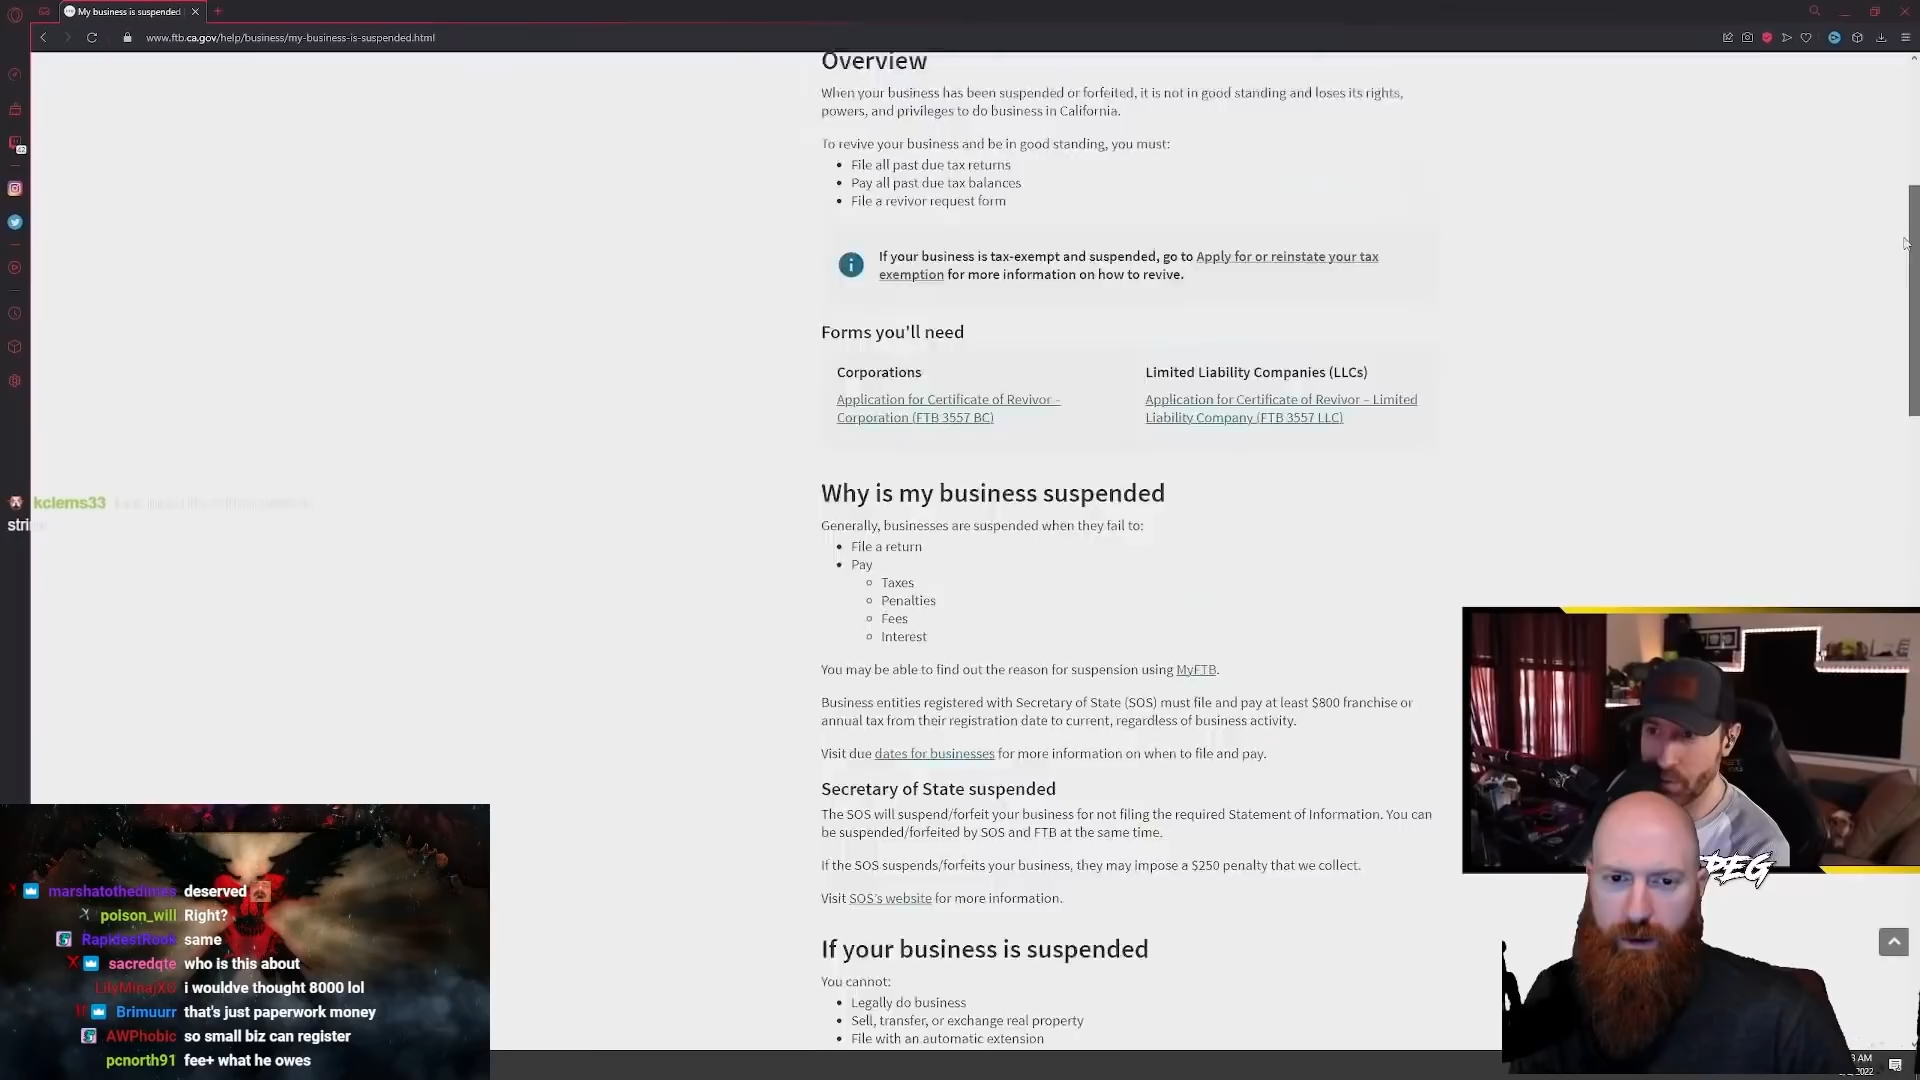 My business is suspended
www.ftb.ca.gov/help/business/my-business-is-suspended.html
Overview
When your business has been suspended or forfeited, it is not in good standing and loses its rights,
powers, and privileges to do business in California.
To revive your business and be in good standing, you must:
File all past due tax returns
Pay all past due tax balances
File a revivor request form
If your business is tax-exempt and suspended, go to Apply for or reinstate your tax
exemption for more information on how to revive.
Forms you'll need
Corporations
Application for Certificate of Revivor –
Corporation (FTB 3557 BC)
Limited Liability Companies (LLCs)
Application for Certificate of Revivor – Limited
Liability Company (FTB 3557 LLC)
Why is my business suspended
Generally, businesses are suspended when they fail to:
File a return
Pay
Taxes
Penalties
Fees
Interest
You may be able to find out the reason for suspension using MyFTB.
Business entities registered with Secretary of State (SOS) must file and pay at least $800 franchise or
annual tax from their registration date to current, regardless of business activity.
Visit due dates for businesses for more information on when to file and pay.
Secretary of State suspended
The SOS will suspend/forfeit your business for not filing the required Statement of Information. You can
be suspended/forfeited by SOS and FTB at the same time.
If the SOS suspends/forfeits your business, they may impose a $250 penalty that we collect.
Visit SOS's website for more information.
If your business is suspended
You cannot:
Legally do business
Sell, transfer, or exchange real property
File with an automatic extension
kclems33
marshatothedimes deserved
poison_will Right?
RapidestRook same
sacredqte who is this about
LilyMinajXO i wouldve thought 8000 lol
Brimuurr that's just paperwork money
AWPhobic so small biz can register
pcnorth91 fee+ what he owes
AM
2022